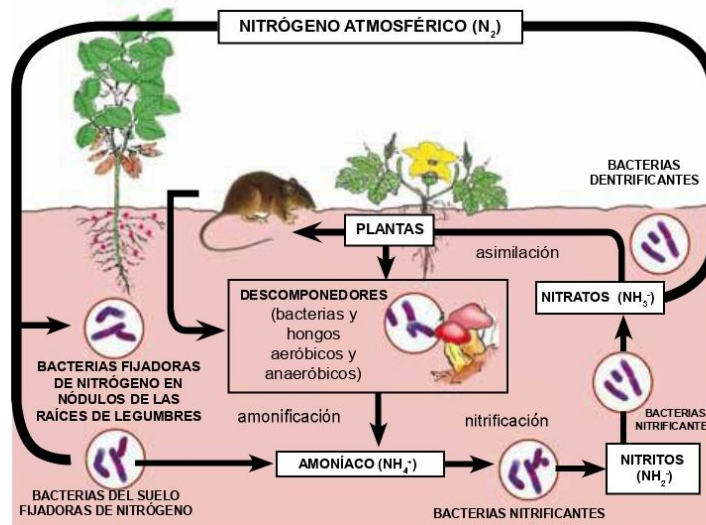 NITRÓGENO ATMOSFÉRICO (N₂)
BACTERIAS
DENTRIFICANTES
PLANTAS
asimilación
DESCOMPONEDORES
(bacterias y
hongos
aeróbicos y
anaeróbicos)
NITRATOS (NH₃⁻)
BACTERIAS FIJADORAS
DE NITRÓGENO EN
NÓDULOS DE LAS
RAÍCES DE LEGUMBRES
amonificación
nitrificación
BACTERIAS
NITRIFICANTE
AMONÍACO (NH₄⁻)
NITRITOS
(NH₂⁻)
BACTERIAS DEL SUELO
FIJADORAS DE NITRÓGENO
BACTERIAS NITRIFICANTES